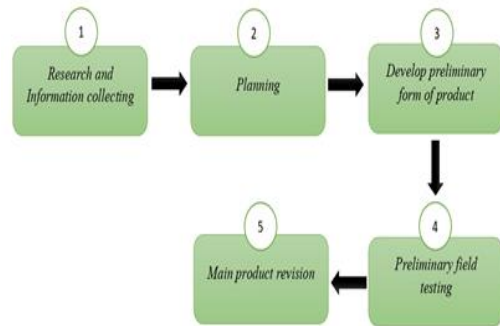 1
Research and
Information collecting
2
Planning
3
Develop preliminary
form of product
4
Preliminary field
testing
5
Main product revision